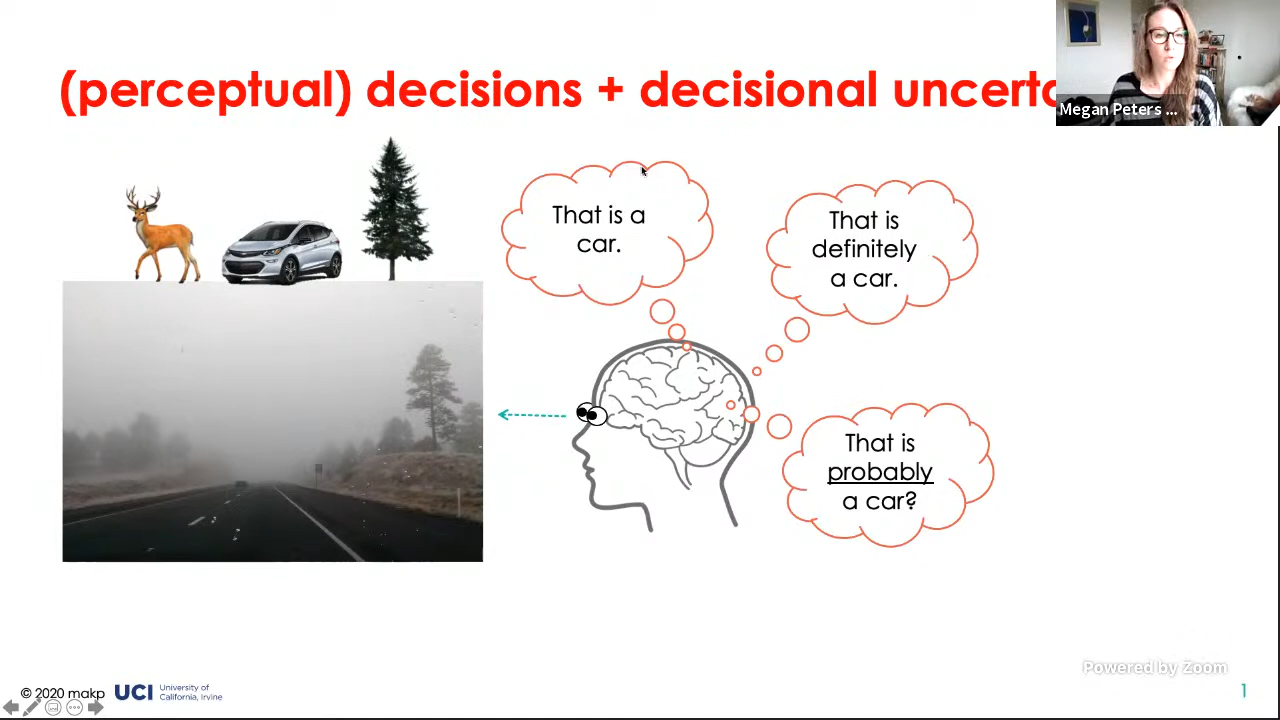 (perceptual) decisions + decisional uncerta
Megan Peters ...
That is a
car.
That is
definitely
a car.
That is
probably
a car?
Powered by Zoom
© 2020 makp
UCI
University of
California, Irvine
1